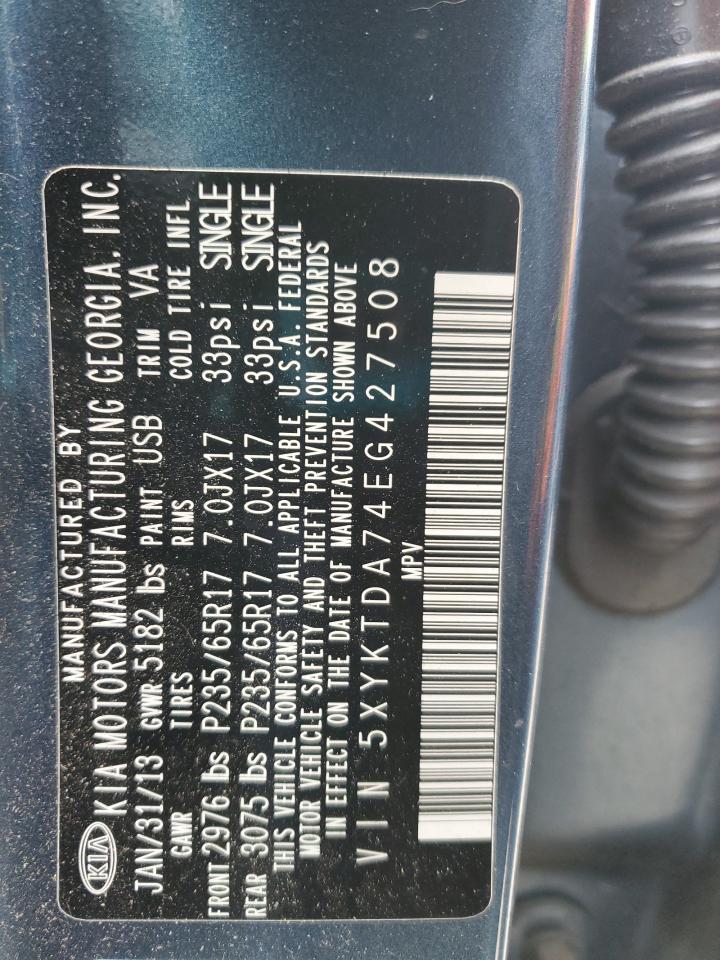 MANUFACTURED BY
KIA KIA MOTORS MANUFACTURING GEORGIA, INC.
JAN/31/13 GVWR 5182 lbs PAINT USB TRIM VA
GAWR TIRES RIMS COLD TIRE INFL
FRONT 2976 lbs P235/65R17 7.0JX17 33psi SINGLE
REAR 3075 lbs P235/65R17 7.0JX17 33psi SINGLE
THIS VEHICLE CONFORMS TO ALL APPLICABLE U.S.A. FEDERAL
MOTOR VEHICLE SAFETY AND THEFT PREVENTION STANDARDS
IN EFFECT ON THE DATE OF MANUFACTURE SHOWN ABOVE
VIN 5XYKTDA74EG427508
MPV